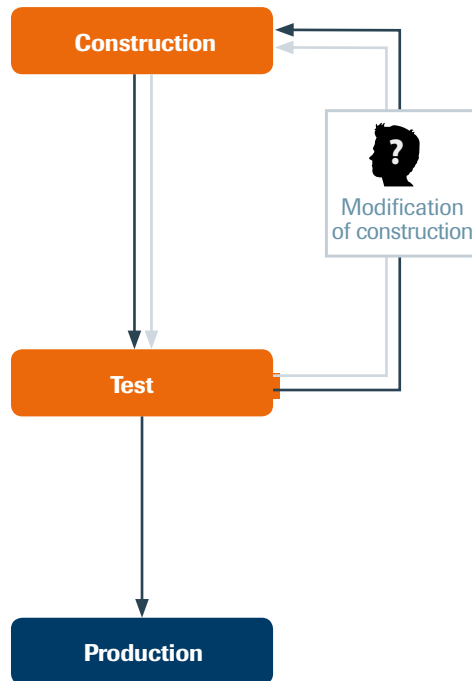 Construction
?
Modification
of construction
Test
Production